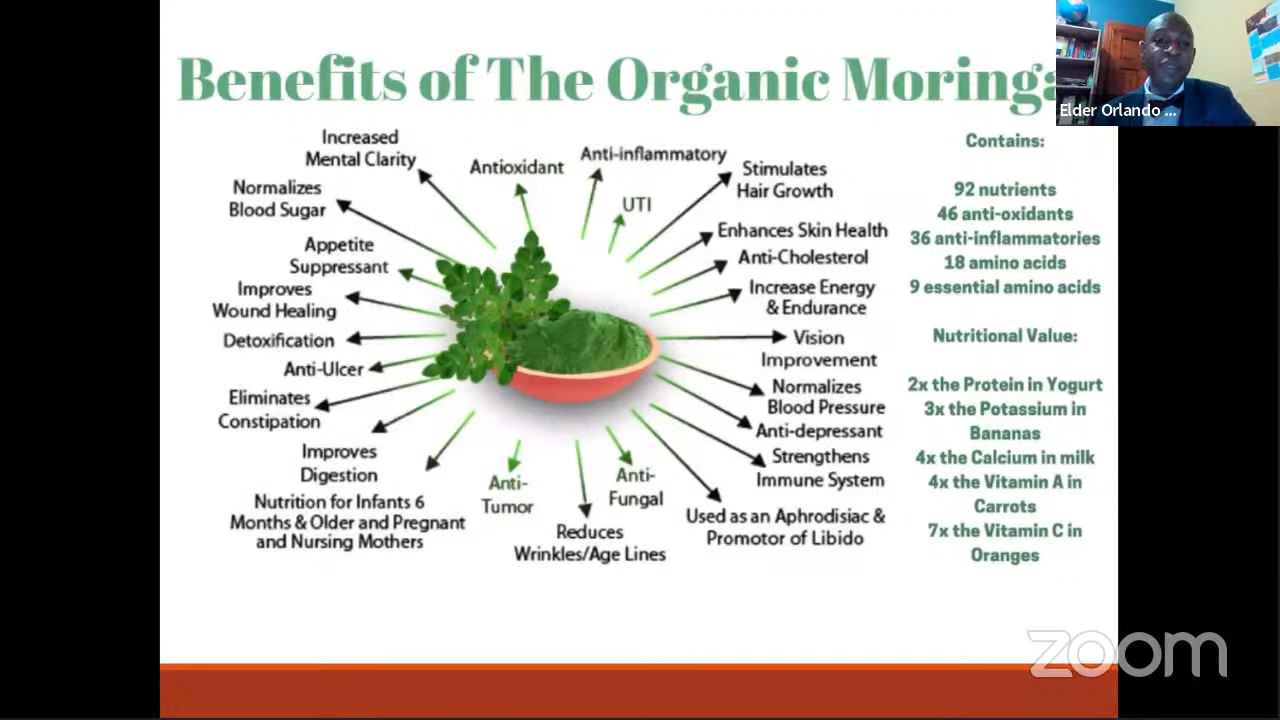 Benefits of The Organic Moringa
Elder Orlando ...
Increased
Mental Clarity
Antioxidant
Anti-inflammatory
UTI
Stimulates
Hair Growth
Normalizes
Blood Sugar
Enhances Skin Health
Appetite
Suppressant
Anti-Cholesterol
Improves
Wound Healing
Increase Energy
& Endurance
Detoxification
Vision
Improvement
Anti-Ulcer
Normalizes
Blood Pressure
Eliminates
Constipation
Anti-depressant
Improves
Digestion
Strengthens
Immune System
Nutrition for Infants 6
Months & Older and Pregnant
and Nursing Mothers
Anti-
Tumor
Reduces
Wrinkles/Age Lines
Anti-
Fungal
Used as an Aphrodisiac &
Promotor of Libido
Contains:
92 nutrients
46 anti-oxidants
36 anti-inflammatories
18 amino acids
9 essential amino acids
Nutritional Value:
2x the Protein in Yogurt
3x the Potassium in
Bananas
4x the Calcium in milk
4x the Vitamin A in
Carrots
7x the Vitamin C in
Oranges
zoom